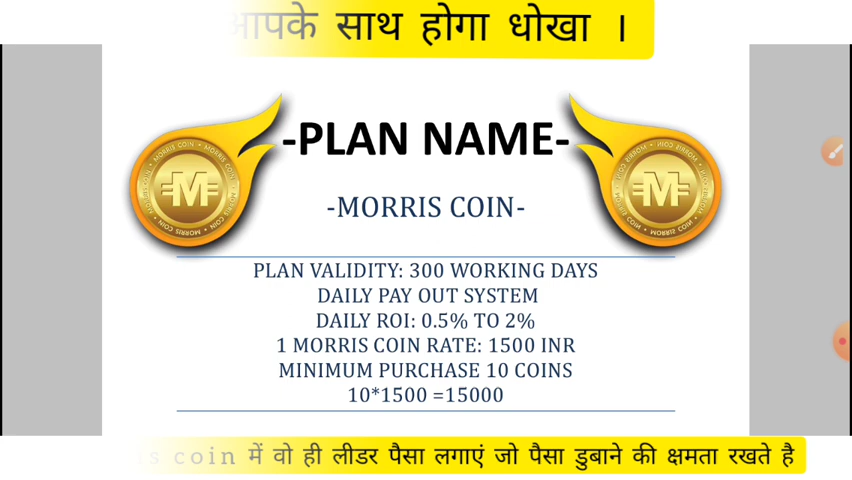 आपके साथ होगा धोखा ।
-PLAN NAME-
-MORRIS COIN-
PLAN VALIDITY: 300 WORKING DAYS
DAILY PAY OUT SYSTEM
DAILY ROI: 0.5% TO 2%
1 MORRIS COIN RATE: 1500 INR
MINIMUM PURCHASE 10 COINS
10*1500 =15000
coin में वो ही लीडर पैसा लगाएं जो पैसा डुबाने की क्षमता रखते है